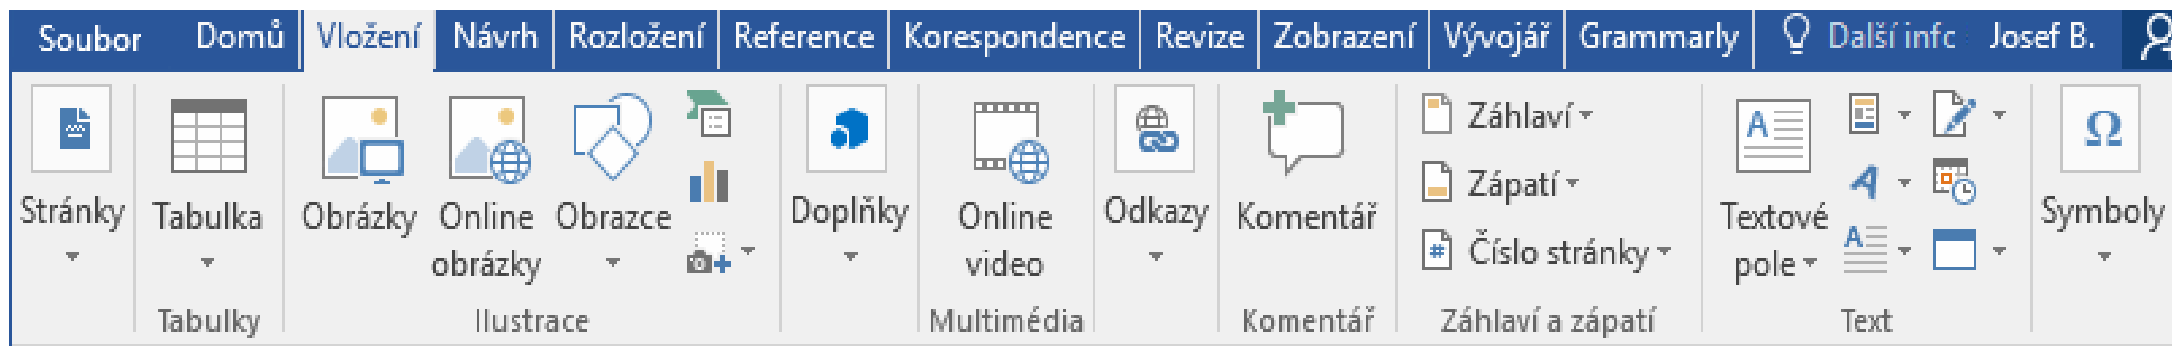 Soubor Domů Vložení Návrh Rozložení Reference Korespondence Revize Zobrazení Vývojář Grammarly Další infc Josef B.
Stránky
Tabulka
Obrázky
Online
obrázky
Obrazce
Doplňky
Online
video
Odkazy
Komentář
Záhlaví
Zápatí
Číslo stránky
Textové
pole
Symboly
Tabulky Ilustrace Multimédia Komentář Záhlaví a zápatí Text